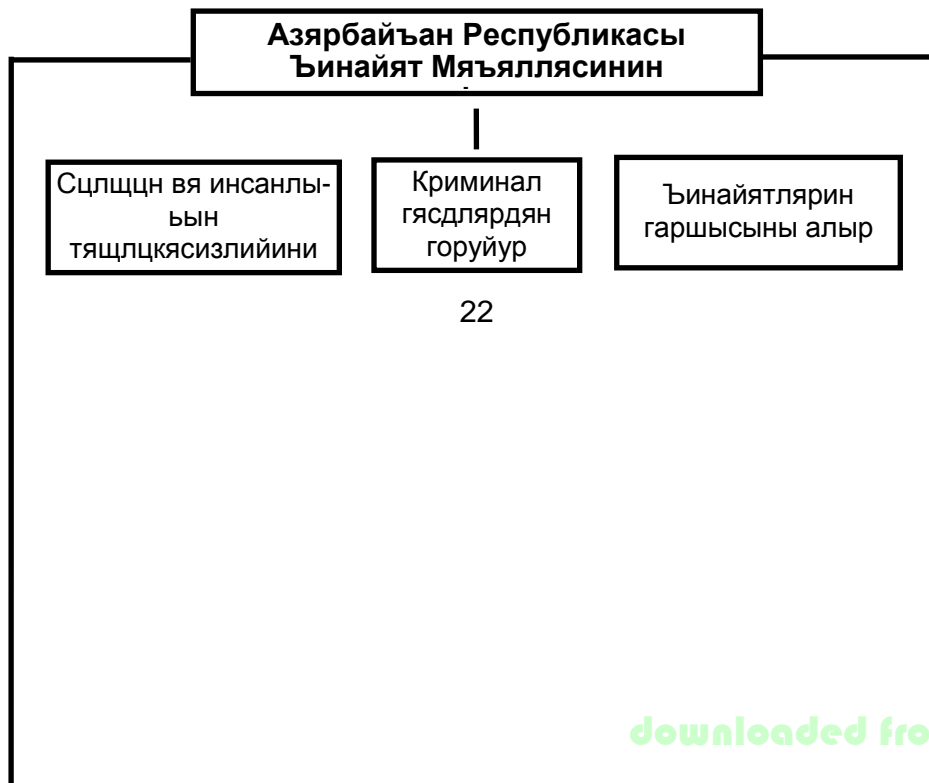 Азярбайъан Республикасы
Ъинайят Мяъяллясинин
Сцлщцн вя инсанлы-
ьын
тящлцкясизлийини
Криминал
гясдлярдян
горуйур
Ъинайятлярин
гаршысыны алыр
22
downloaded fro